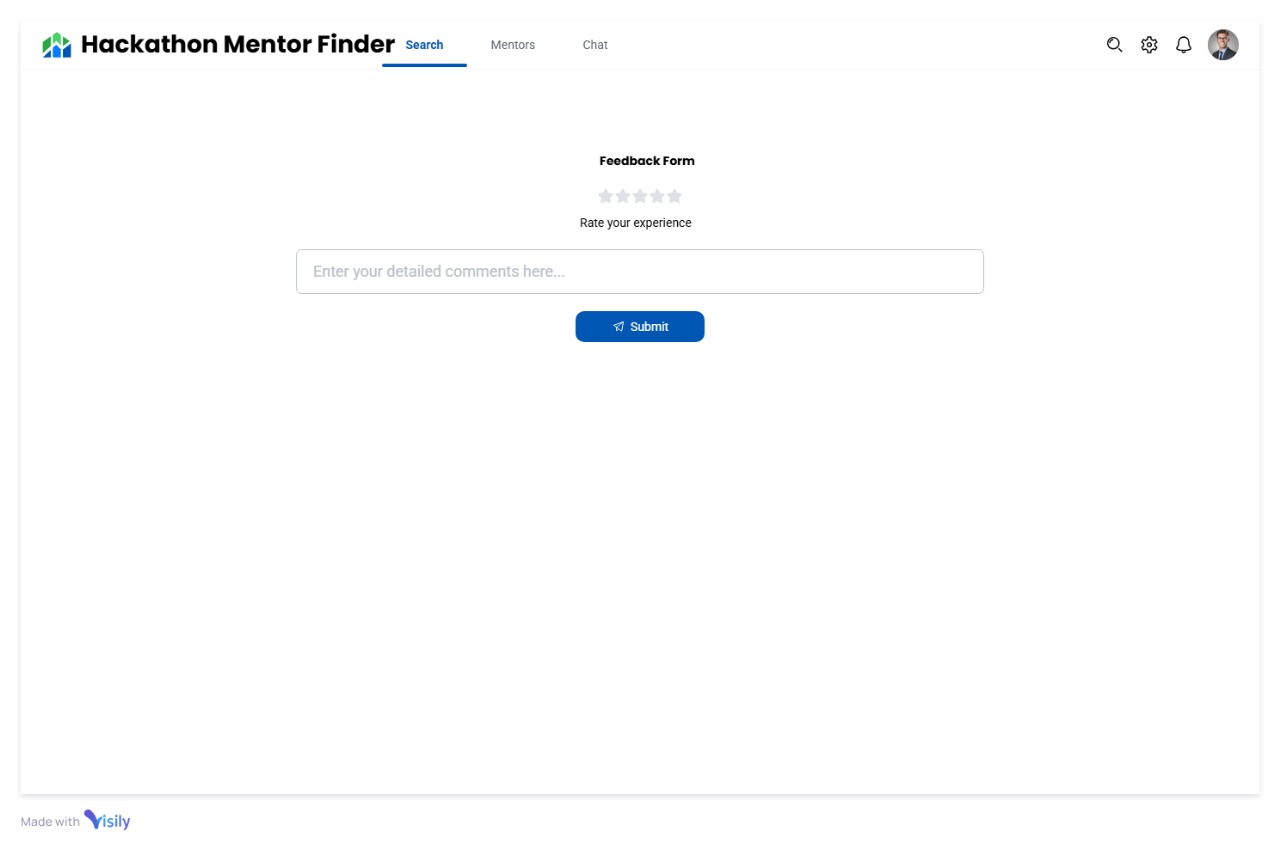 Hackathon Mentor Finder Search Mentors Chat
Feedback Form
Rate your experience
Enter your detailed comments here...
Submit
Made with Visily